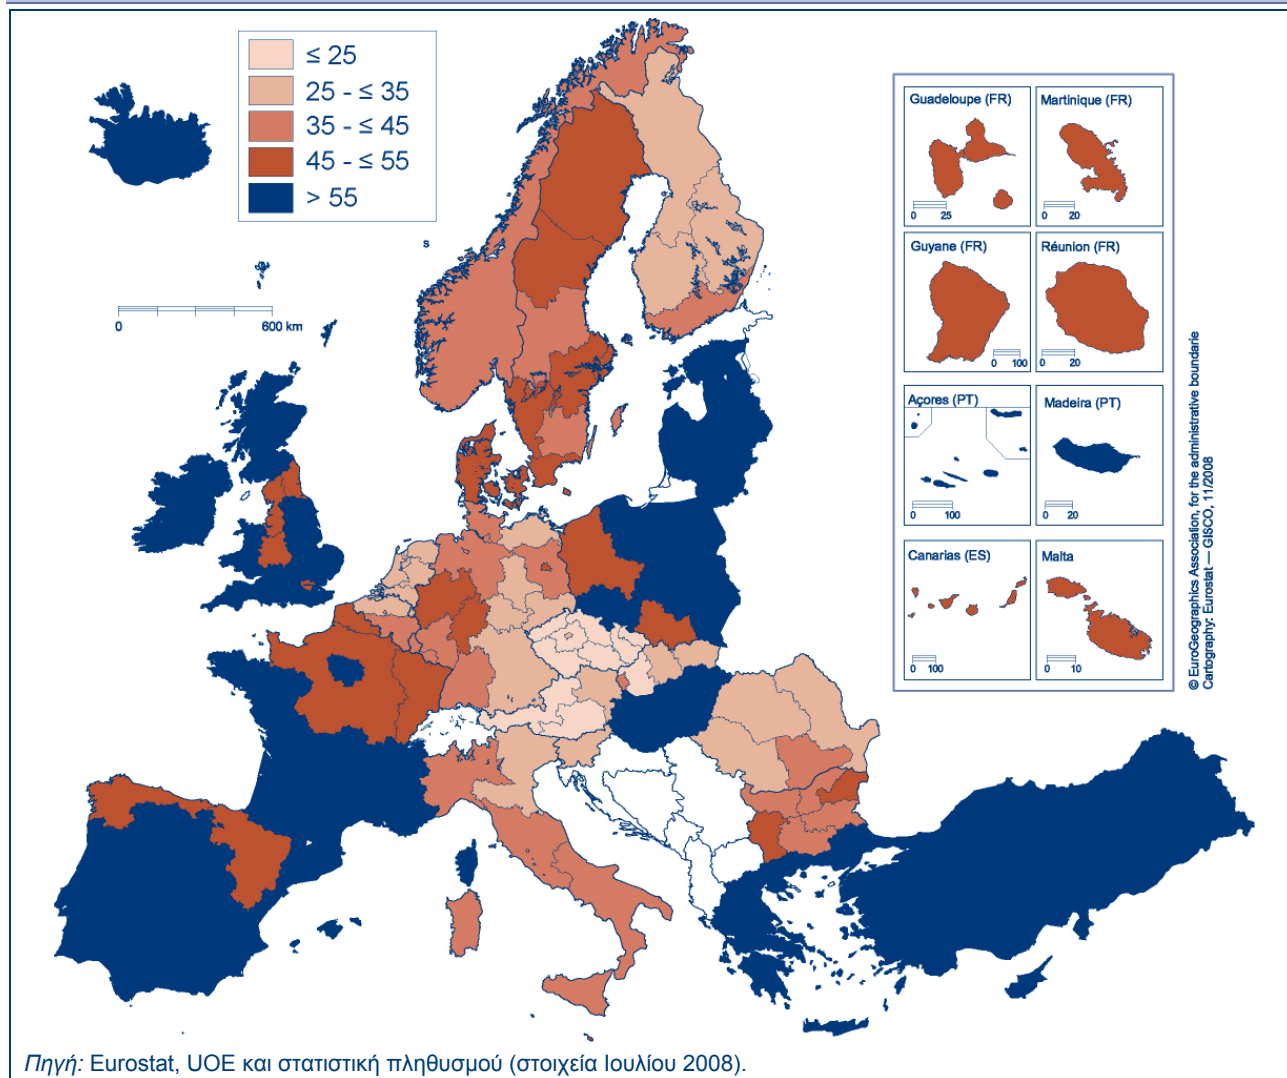 ≤ 25
25 - ≤ 35
35 - ≤ 45
45 - ≤ 55
> 55
s
0 600 km
Guadeloupe (FR)
0 25
Martinique (FR)
0 20
Guyane (FR)
0 100
Réunion (FR)
0 20
Açores (PT)
0 100
Madeira (PT)
0 20
Canarias (ES)
0 100
Malta
0 10
© EuroGeographics Association, for the administrative boundarie
Cartography: Eurostat — GISCO, 11/2008
Πηγή: Eurostat, UOE και στατιστική πληθυσμού (στοιχεία Ιουλίου 2008).